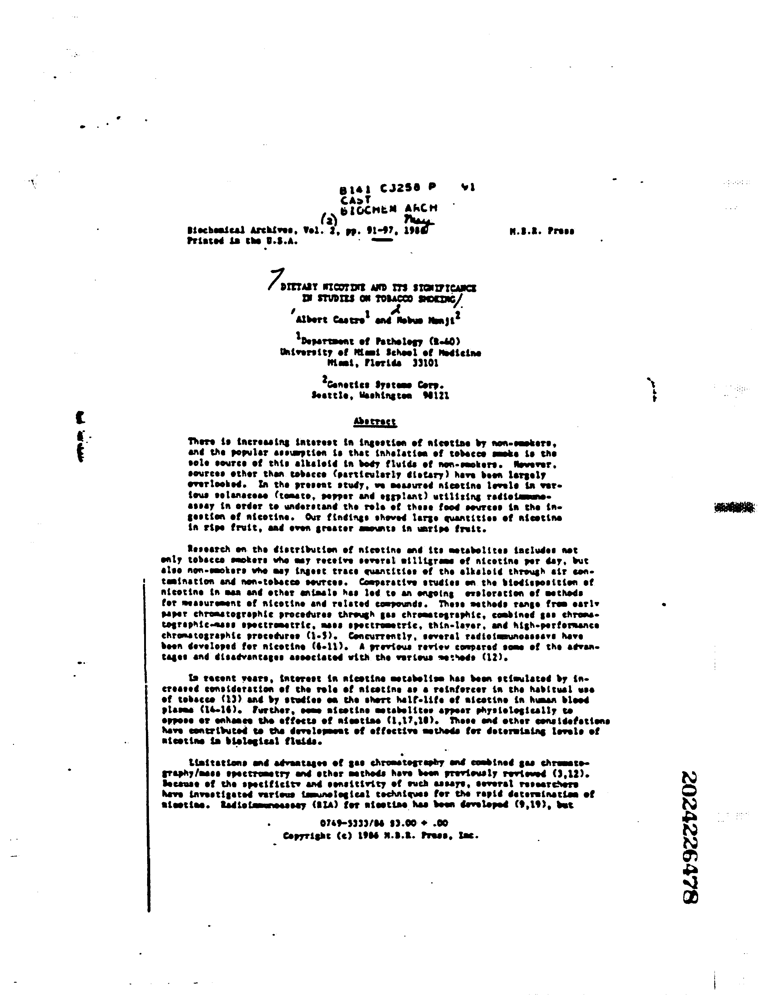 B141 CJ258 P V1
CAST
BIOCHEM ARCH
(2) May
Biochemical Archives, Vol. 2, pp. 91-97, 1986 M.B.R. Press
Printed in the U.S.A.
DIETARY NICOTINE AND ITS SIGNIFICANCE
IN STUDIES ON TOBACCO SMOKING
Albert Castro1 and Nobuo Monji2
1Department of Pathology (R-60)
University of Miami School of Medicine
Miami, Florida 33101
2Genetics Systems Corp.
Seattle, Washington 98121
Abstract
There is increasing interest in ingestion of nicotine by non-smokers,
and the popular assumption is that inhalation of tobacco smoke is the
sole source of this alkaloid in body fluids of non-smokers. However,
sources other than tobacco (particularly dietary) have been largely
overlooked. In the present study, we measured nicotine levels in var-
ious solanaceae (tomato, pepper and eggplant) utilizing radioimmuno-
assay in order to understand the role of these food sources in the in-
gestion of nicotine. Our findings showed large quantities of nicotine
in ripe fruit, and even greater amounts in unripe fruit.
Research on the distribution of nicotine and its metabolites includes not
only tobacco smokers who may receive several milligrams of nicotine per day, but
also non-smokers who may ingest trace quantities of the alkaloid through air con-
tamination and non-tobacco sources. Comparative studies on the biodisposition of
nicotine in man and other animals has led to an ongoing exploration of methods
for measurement of nicotine and related compounds. These methods range from early
paper chromatographic procedures through gas chromatographic, combined gas chroma-
tographic-mass spectrometric, mass spectrometric, thin-layer, and high-performance
chromatographic procedures (1-5). Concurrently, several radioimmunoassays have
been developed for nicotine (6-11). A previous review compared some of the advan-
tages and disadvantages associated with the various methods (12).
In recent years, interest in nicotine metabolism has been stimulated by in-
creased consideration of the role of nicotine as a reinforcer in the habitual use
of tobacco (13) and by studies on the short half-life of nicotine in human blood
plasma (14-16). Further, some nicotine metabolites appear physiologically to
oppose or enhance the effects of nicotine (1,17,18). These and other considerations
have contributed to the development of effective methods for determining levels of
nicotine in biological fluids.
Limitations and advantages of gas chromatography and combined gas chromato-
graphy/mass spectrometry and other methods have been previously reviewed (3,12).
Because of the specificity and sensitivity of such assays, several researchers
have investigated various immunological techniques for the rapid determination of
nicotine. Radioimmunoassay (RIA) for nicotine has been developed (9,19), but
0749-5333/86 $3.00 + .00
Copyright (c) 1986 M.B.R. Press, Inc.
2024226478